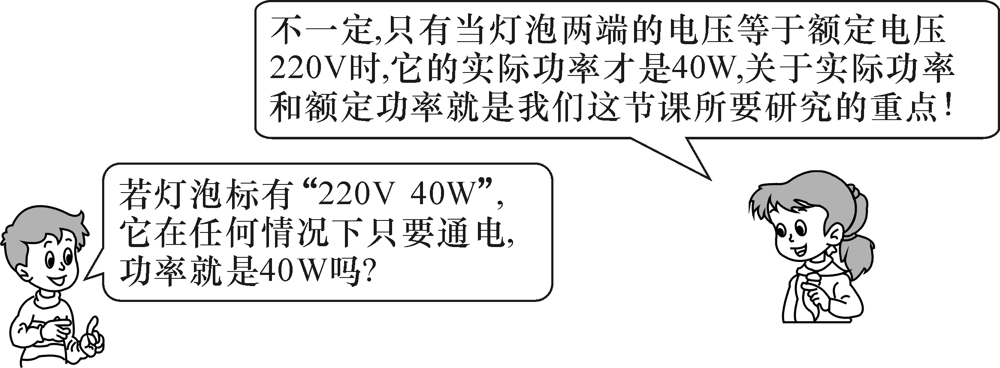 不一定,只有当灯泡两端的电压等于额定电压
220V时,它的实际功率才是40W,关于实际功率
和额定功率就是我们这节课所要研究的重点!
若灯泡标有“220V 40W”,
它在任何情况下只要通电,
功率就是40W吗?